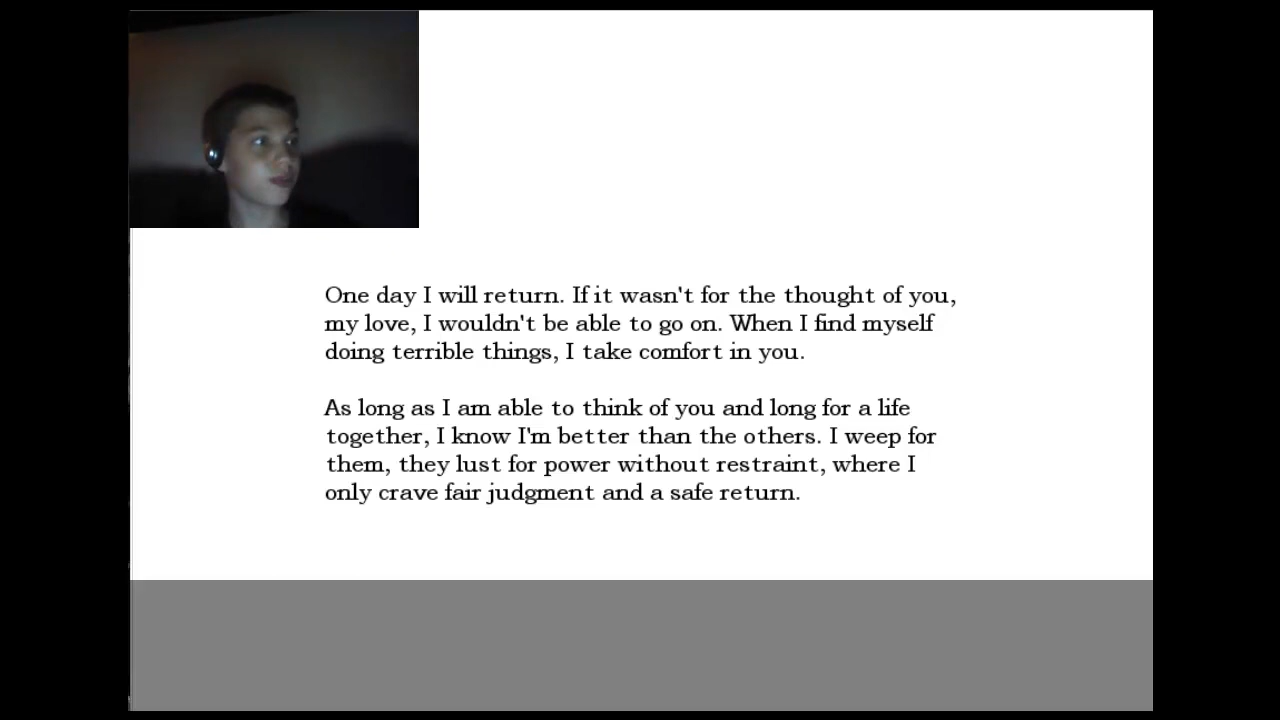 One day I will return. If it wasn't for the thought of you,
my love, I wouldn't be able to go on. When I find myself
doing terrible things, I take comfort in you.
As long as I am able to think of you and long for a life
together, I know I'm better than the others. I weep for
them, they lust for power without restraint, where I
only crave fair judgment and a safe return.